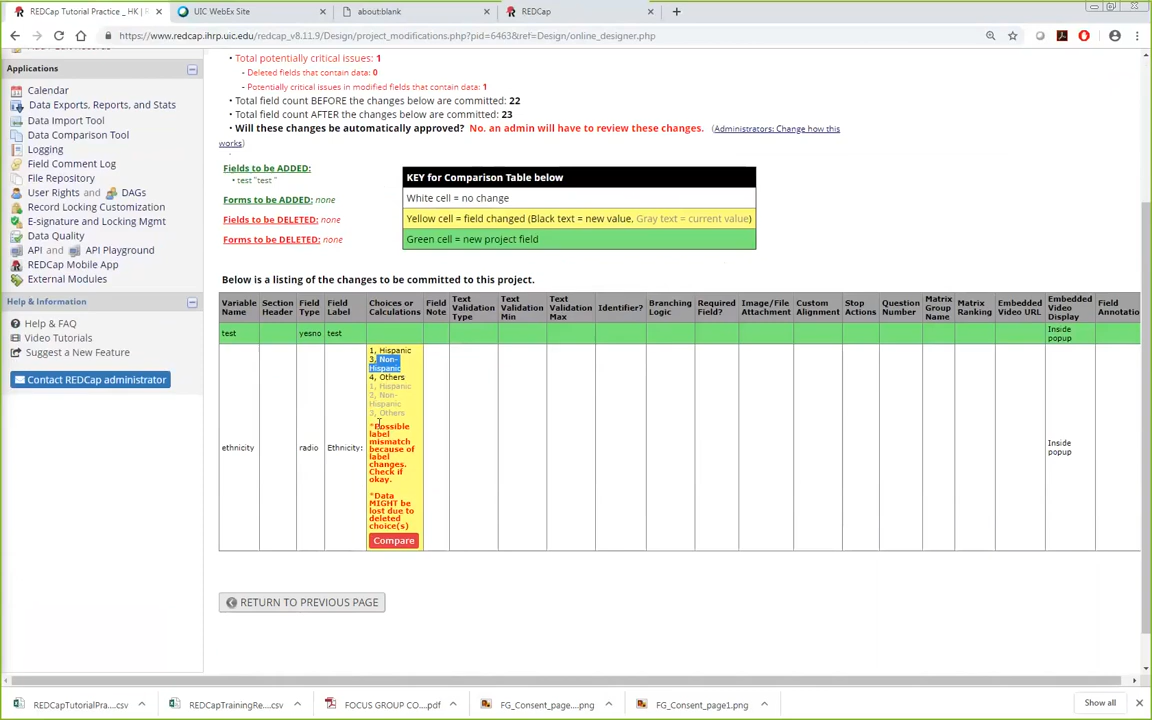 REDCap Tutorial Practice _ HK | R
UIC WebEx Site
about:blank
REDCap
https://www.redcap.ihrp.uic.edu/redcap_v8.11.9/Design/project_modifications.php?pid=6463&ref=Design/online_designer.php
Applications
Calendar
Data Exports, Reports, and Stats
Data Import Tool
Data Comparison Tool
Logging
Field Comment Log
File Repository
User Rights and DAGs
Record Locking Customization
E-signature and Locking Mgmt
Data Quality
API and API Playground
REDCap Mobile App
External Modules
Help & Information
Help & FAQ
Video Tutorials
Suggest a New Feature
Contact REDCap administrator
• Total potentially critical issues: 1
- Deleted fields that contain data: 0
- Potentially critical issues in modified fields that contain data: 1
• Total field count BEFORE the changes below are committed: 22
• Total field count AFTER the changes below are committed: 23
• Will these changes be automatically approved? No, an admin will have to review these changes. (Administrators: Change how this
works)
Fields to be ADDED:
• test "test "
Forms to be ADDED: none
Fields to be DELETED: none
Forms to be DELETED: none
KEY for Comparison Table below
White cell = no change
Yellow cell = field changed (Black text = new value, Gray text = current value)
Green cell = new project field
Below is a listing of the changes to be committed to this project.
Variable Name
Section Header
Field Type
Field Label
Choices or Calculations
Field Note
Text Validation Type
Text Validation Min
Text Validation Max
Identifier?
Branching Logic
Required Field?
Image/File Attachment
Custom Alignment
Stop Actions
Question Number
Matrix Group Name
Matrix Ranking
Embedded Video URL
Embedded Video Display
Field Annotatio
test
yesno
test
Inside
popup
ethnicity
radio
Ethnicity:
1, Hispanic
3, Non-
Hispanic
4, Others
1, Hispanic
2, Non-
Hispanic
3, Others
*Possible
label
mismatch
because of
label
changes.
Check if
okay.
*Data
MIGHT be
lost due to
deleted
choice(s)
Compare
Inside
popup
RETURN TO PREVIOUS PAGE
REDCapTutorialPra....csv
REDCapTrainingRe....csv
FOCUS GROUP CO....pdf
FG_Consent_page....png
FG_Consent_page1.png
Show all